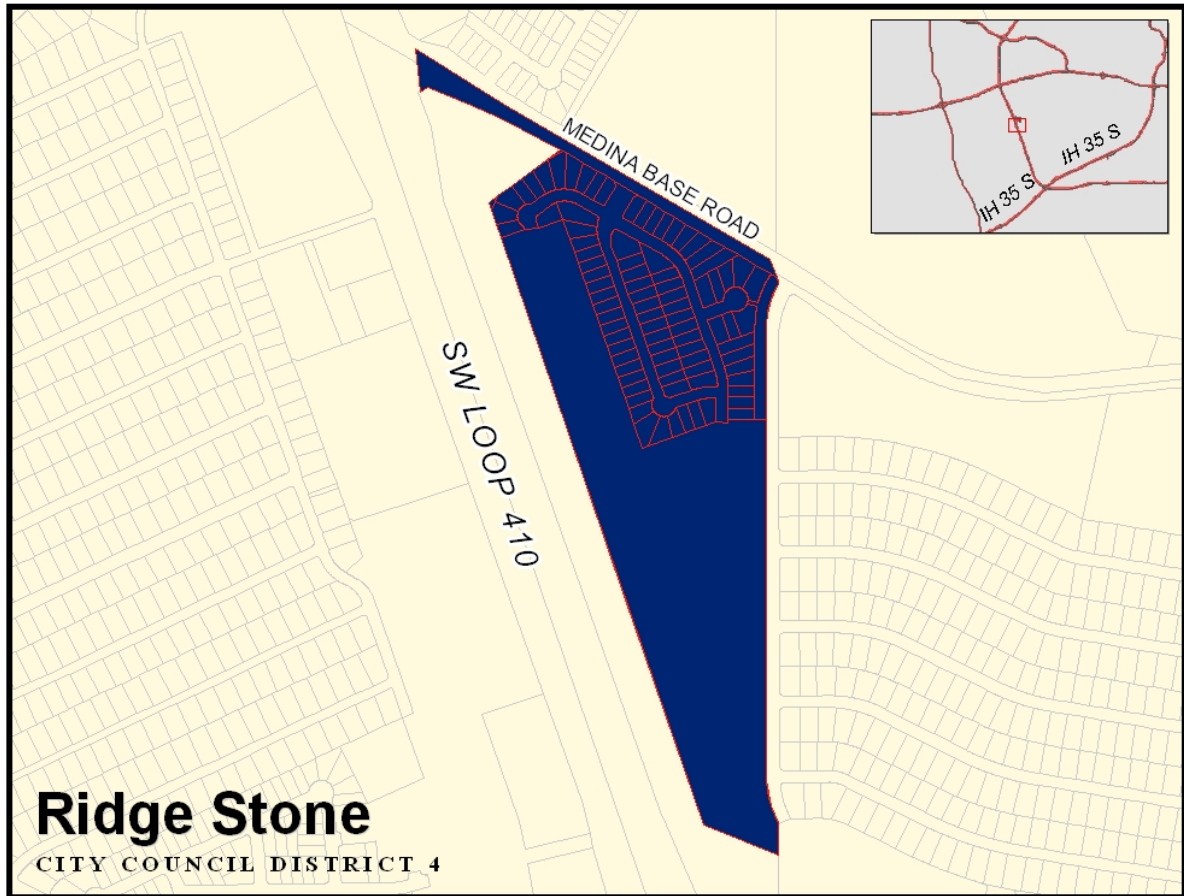 MEDINA BASE ROAD
IH 35 S
IH 35 S
SW LOOP 410
Ridge Stone
CITY COUNCIL DISTRICT 4